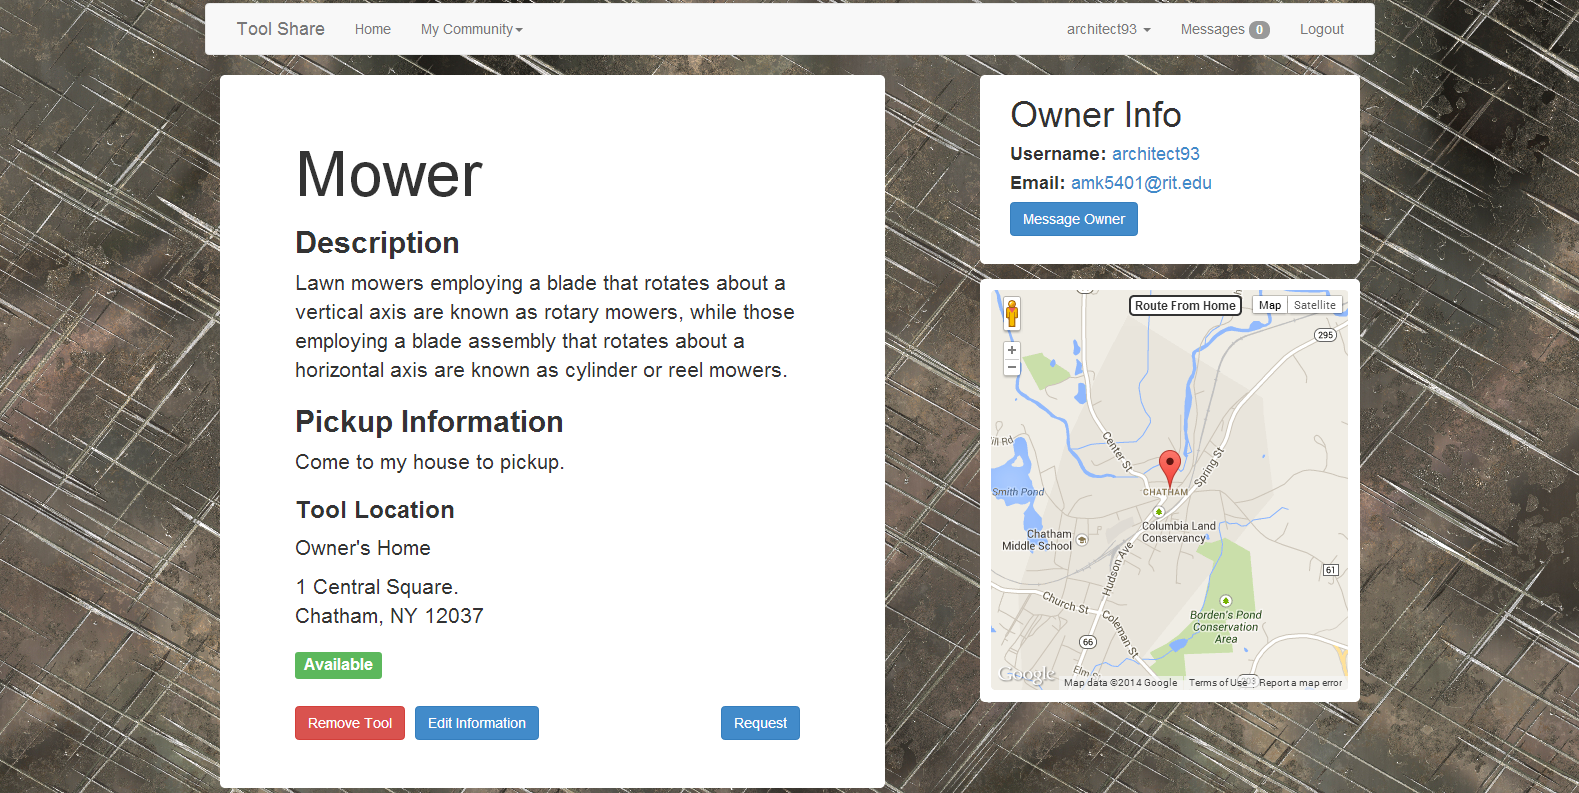 Tool Share
Home
My Community
architect93
Messages 0
Logout
Mower
Description
Lawn mowers employing a blade that rotates about a
vertical axis are known as rotary mowers, while those
employing a blade assembly that rotates about a
horizontal axis are known as cylinder or reel mowers.
Pickup Information
Come to my house to pickup.
Tool Location
Owner's Home
1 Central Square.
Chatham, NY 12037
Available
Remove Tool
Edit Information
Request
Owner Info
Username: architect93
Email: amk5401@rit.edu
Message Owner
Route From Home
Map
Satellite
+
−
295
Center St
Spring St
Smith Pond
CHATHAM
Columbia Land
Conservancy
Chatham
Middle School
Hudson Ave
61
Church St
Coleman St
Borden's Pond
Conservation
Area
66
Google
Map data ©2014 Google
Terms of Use
Report a map error